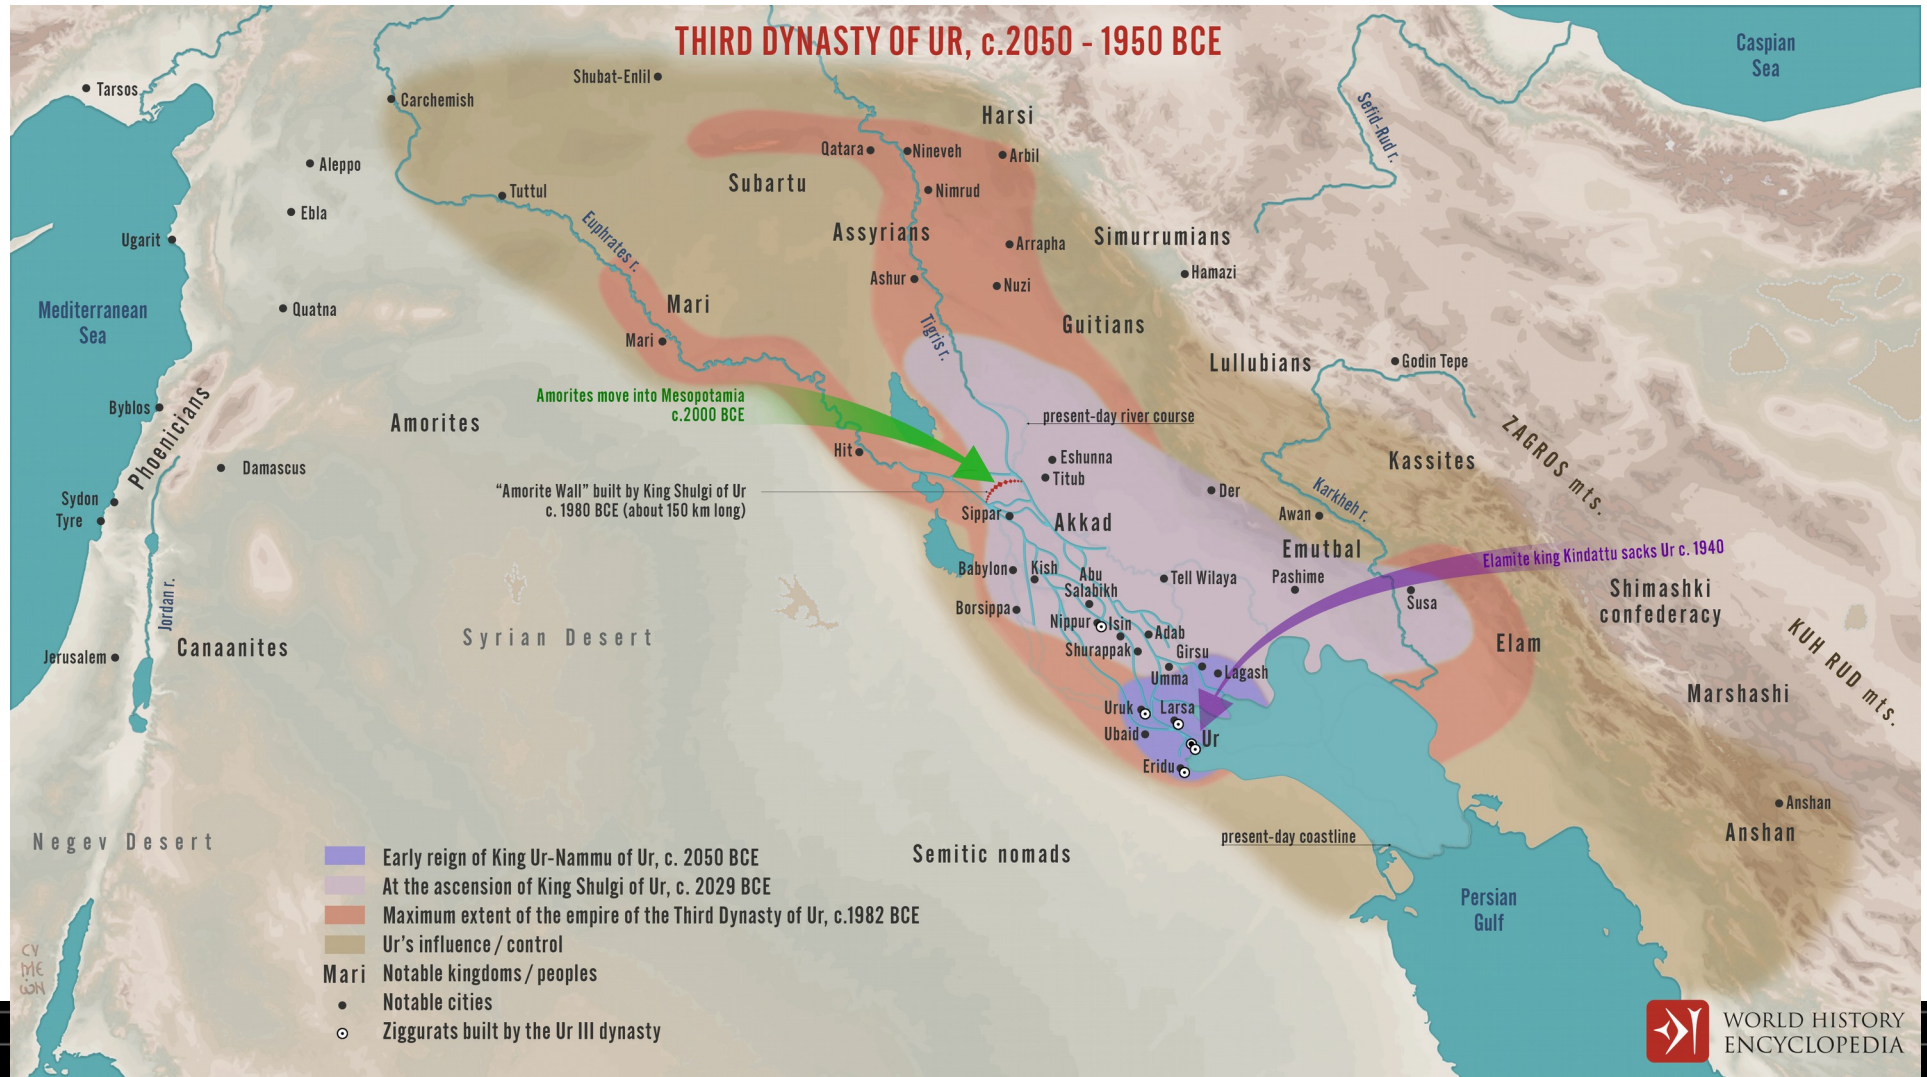 THIRD DYNASTY OF UR, c.2050 - 1950 BCE
Caspian
Sea
Tarsos
Carchemish
Shubat-Enlil
Harsi
Sefid-Rud r.
Aleppo
Qatara
Nineveh
Arbil
Subartu
Tuttul
Nimrud
Ebla
Ugarit
Euphrates r.
Assyrians
Arrapha
Simurrumians
Hamazi
Ashur
Nuzi
Mediterranean
Sea
Quatna
Mari
Mari
Tigris r.
Guitians
Lullubians
Godin Tepe
Amorites move into Mesopotamia
c.2000 BCE
Byblos
Phoenicians
Amorites
present-day river course
ZAGROS mts.
Hit
Eshunna
Titub
Kassites
Damascus
"Amorite Wall" built by King Shulgi of Ur
c. 1980 BCE (about 150 km long)
Der
Karkheh r.
Sydon
Tyre
Sippar
Akkad
Awan
Emutbal
Elamite king Kindattu sacks Ur c. 1940
Babylon
Kish
Abu
Salabikh
Tell Wilaya
Pashime
Susa
Shimashki
confederacy
Jordan r.
Borsippa
Nippur
Isin
Adab
Syrian Desert
Canaanites
Jerusalem
Shurappak
Girsu
Umma
Lagash
Elam
KUH RUD mts.
Marshashi
Uruk
Larsa
Ubaid
Ur
Eridu
Anshan
Anshan
Negev Desert
Semitic nomads
present-day coastline
Persian
Gulf
Early reign of King Ur-Nammu of Ur, c. 2050 BCE
At the ascension of King Shulgi of Ur, c. 2029 BCE
Maximum extent of the empire of the Third Dynasty of Ur, c.1982 BCE
Ur's influence / control
Mari Notable kingdoms / peoples
Notable cities
Ziggurats built by the Ur III dynasty
WORLD HISTORY
ENCYCLOPEDIA